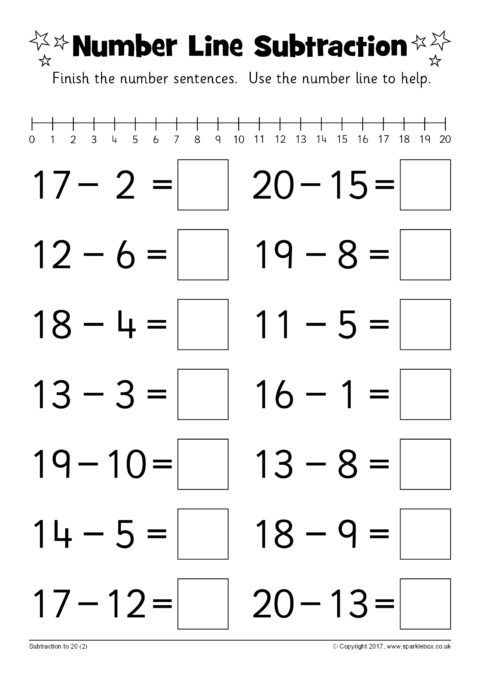 Number Line Subtraction
Finish the number sentences. Use the number line to help.
0 1 2 3 4 5 6 7 8 9 10 11 12 13 14 15 16 17 18 19 20
17 – 2 = 20 – 15 =
12 – 6 = 19 – 8 =
18 – 4 = 11 – 5 =
13 – 3 = 16 – 1 =
19 – 10 = 13 – 8 =
14 – 5 = 18 – 9 =
17 – 12 = 20 – 13 =
Subtraction to 20 (2) © Copyright 2017, www.sparklebox.co.uk